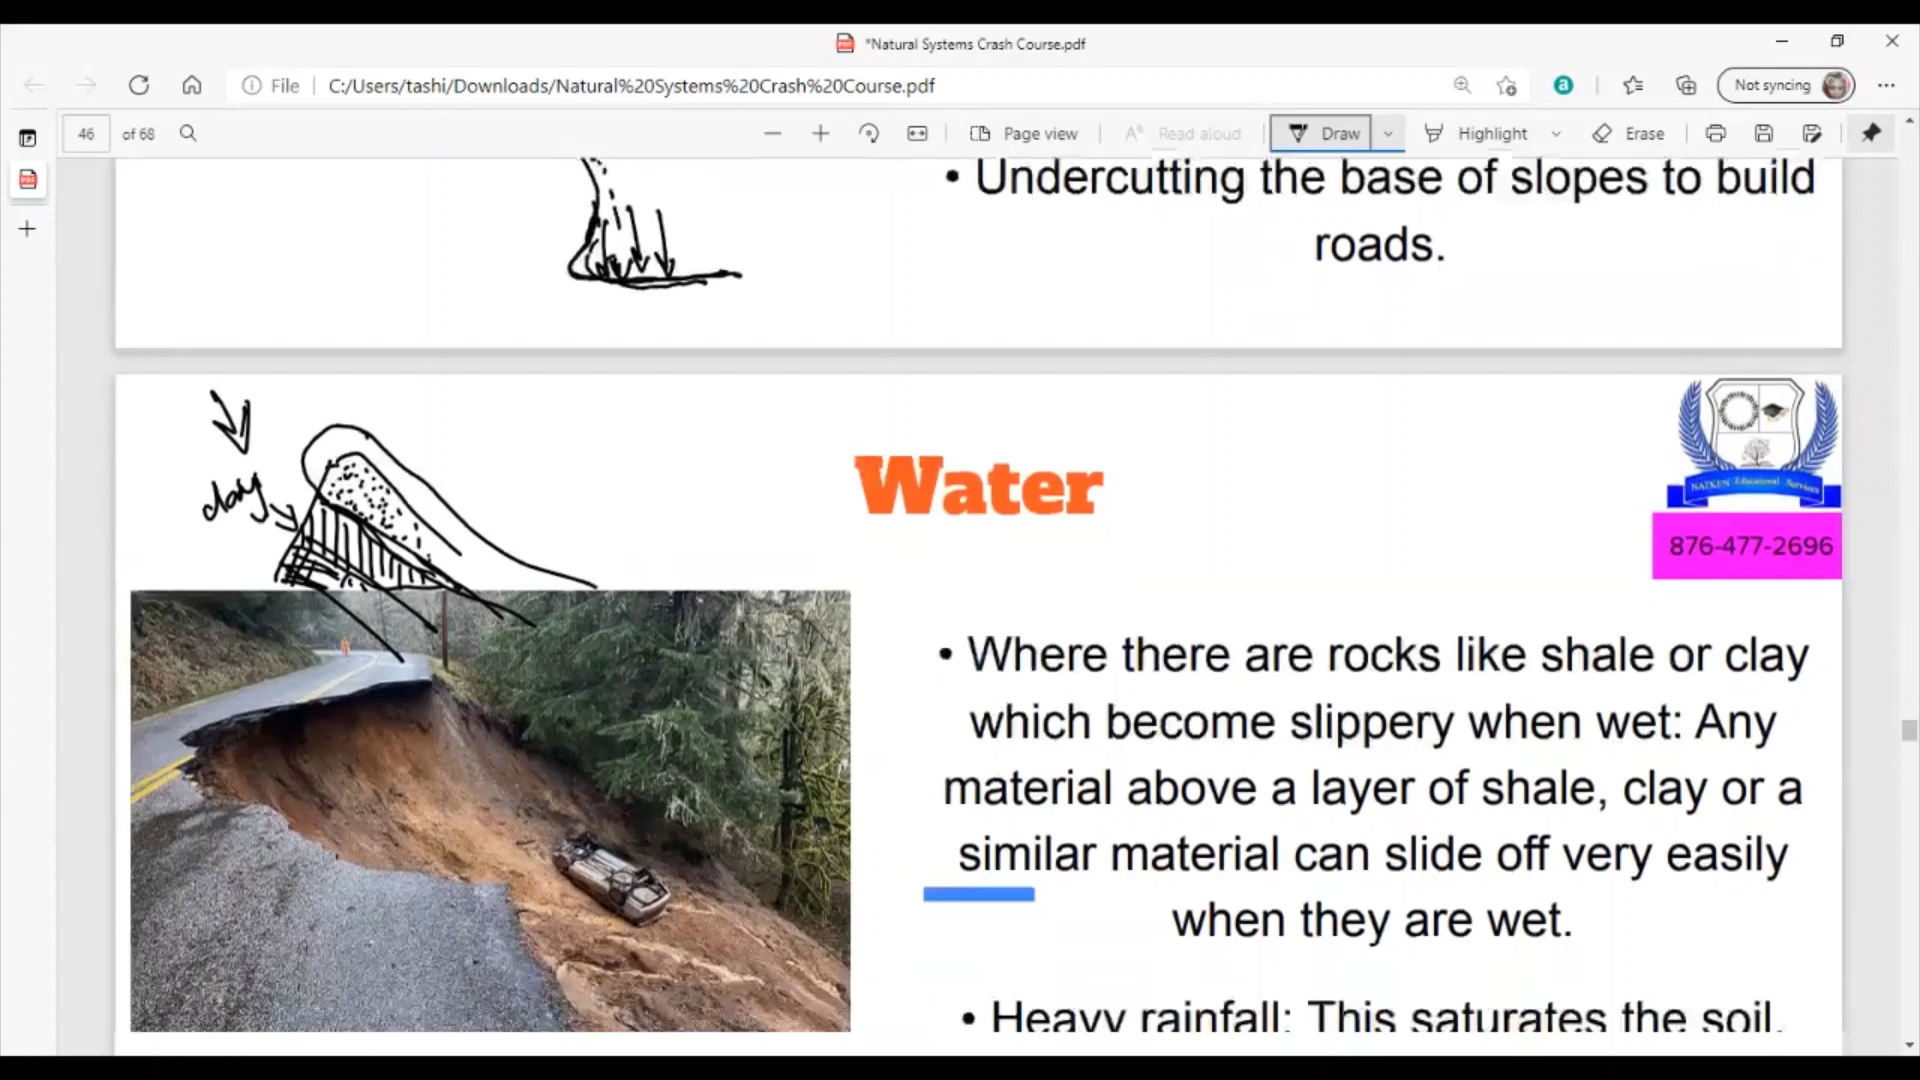 *Natural Systems Crash Course.pdf
File
C:/Users/tashi/Downloads/Natural%20Systems%20Crash%20Course.pdf
a
Not syncing
46 of 68
Page view
Read aloud
Draw
Highlight
Erase
• Undercutting the base of slopes to build
roads.
clay
Water
NATKEN Educational Services
876-477-2696
• Where there are rocks like shale or clay
which become slippery when wet: Any
material above a layer of shale, clay or a
similar material can slide off very easily
when they are wet.
• Heavy rainfall: This saturates the soil.